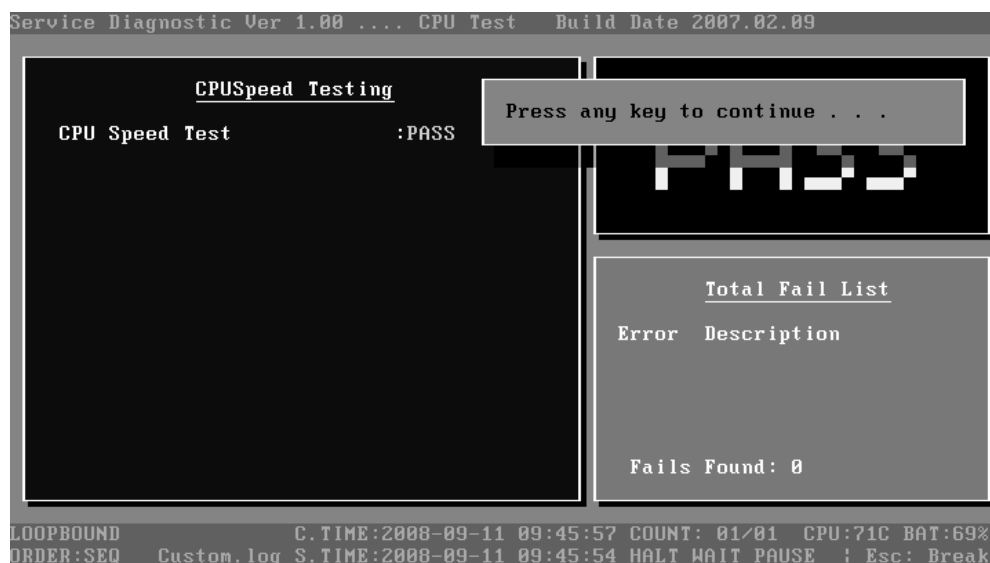 Service Diagnostic Ver 1.00 .... CPU Test Build Date 2007.02.09
CPUSpeed Testing
CPU Speed Test :PASS
Press any key to continue . . .
PASS
Total Fail List
Error Description
Fails Found: 0
LOOPBOUND C.TIME:2008-09-11 09:45:57 COUNT: 01/01 CPU:71C BAT:69%
ORDER:SEQ Custom.log S.TIME:2008-09-11 09:45:54 HALT WAIT PAUSE ¦ Esc: Break